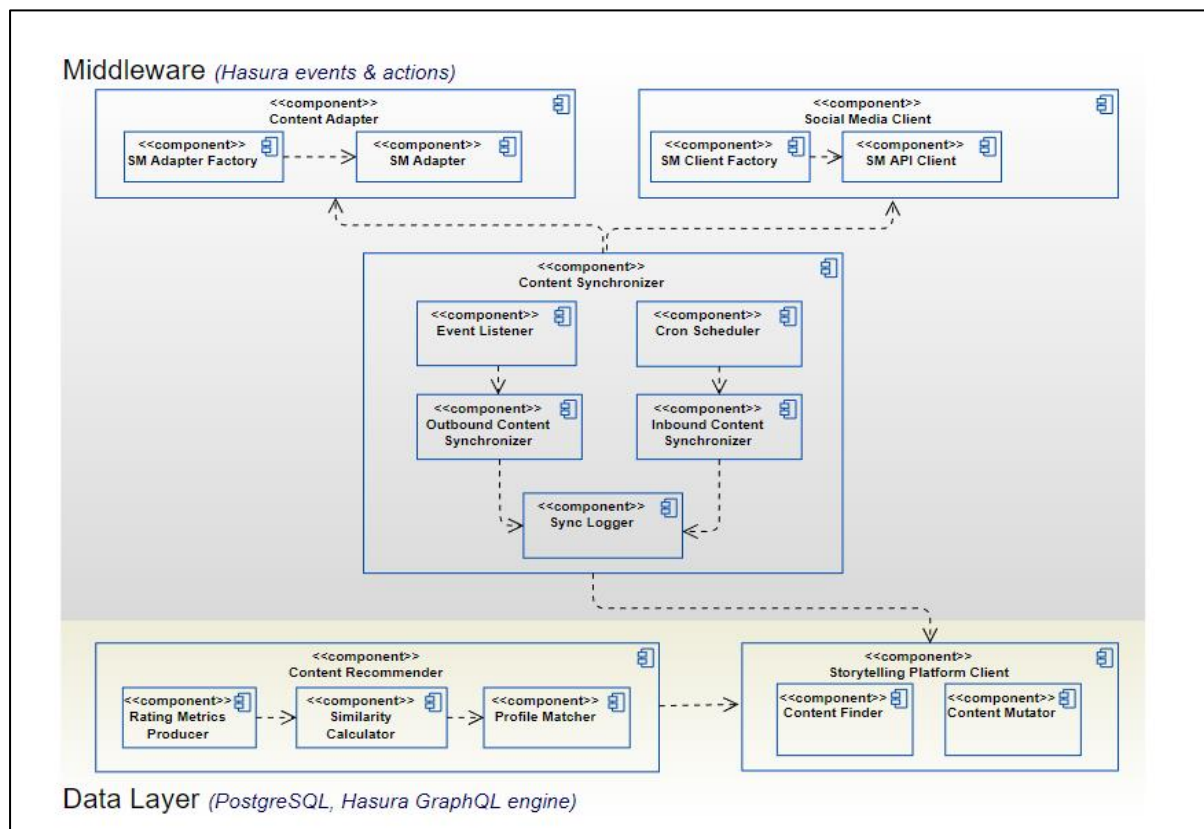 Middleware (Hasura events & actions)
<<component>>
Content Adapter
<<component>>
SM Adapter Factory
<<component>>
SM Adapter
<<component>>
Social Media Client
<<component>>
SM Client Factory
<<component>>
SM API Client
<<component>>
Content Synchronizer
<<component>>
Event Listener
<<component>>
Cron Scheduler
<<component>>
Outbound Content
Synchronizer
<<component>>
Inbound Content
Synchronizer
<<component>>
Sync Logger
<<component>>
Content Recommender
<<component>>
Rating Metrics
Producer
<<component>>
Similarity
Calculator
<<component>>
Profile Matcher
<<component>>
Storytelling Platform Client
<<component>>
Content Finder
<<component>>
Content Mutator
Data Layer (PostgreSQL, Hasura GraphQL engine)